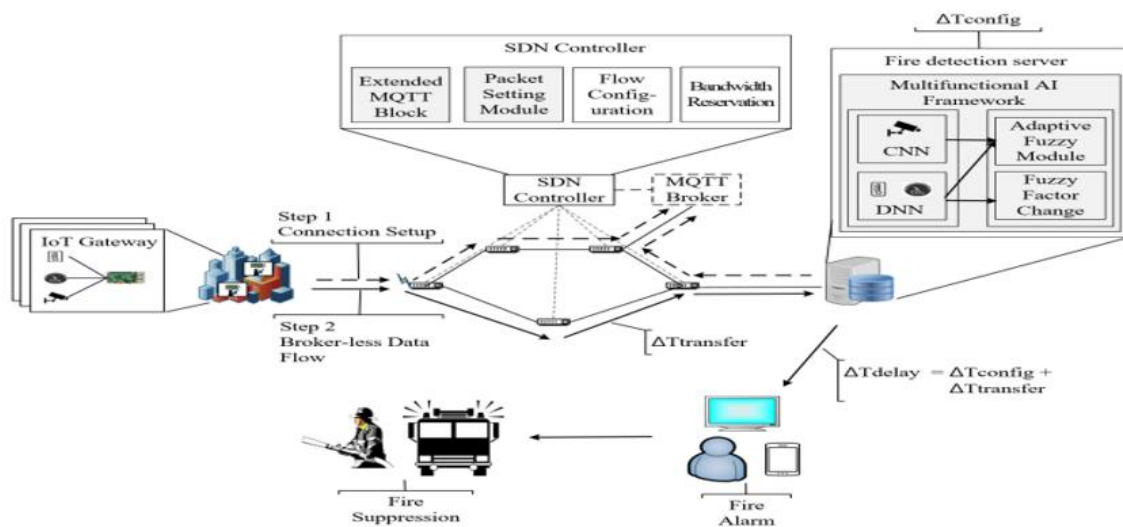 ΔTconfig
SDN Controller
Extended
MQTT
Block
Packet
Setting
Module
Flow
Config-
uration
Bandwidth
Reservation
Fire detection server
Multifunctional AI
Framework
CNN
DNN
Adaptive
Fuzzy
Module
Fuzzy
Factor
Change
SDN
Controller
MQTT
Broker
IoT Gateway
Step 1
Connection Setup
Step 2
Broker-less Data
Flow
ΔTtransfer
ΔTdelay = ΔTconfig +
ΔTtransfer
Fire
Suppression
Fire
Alarm